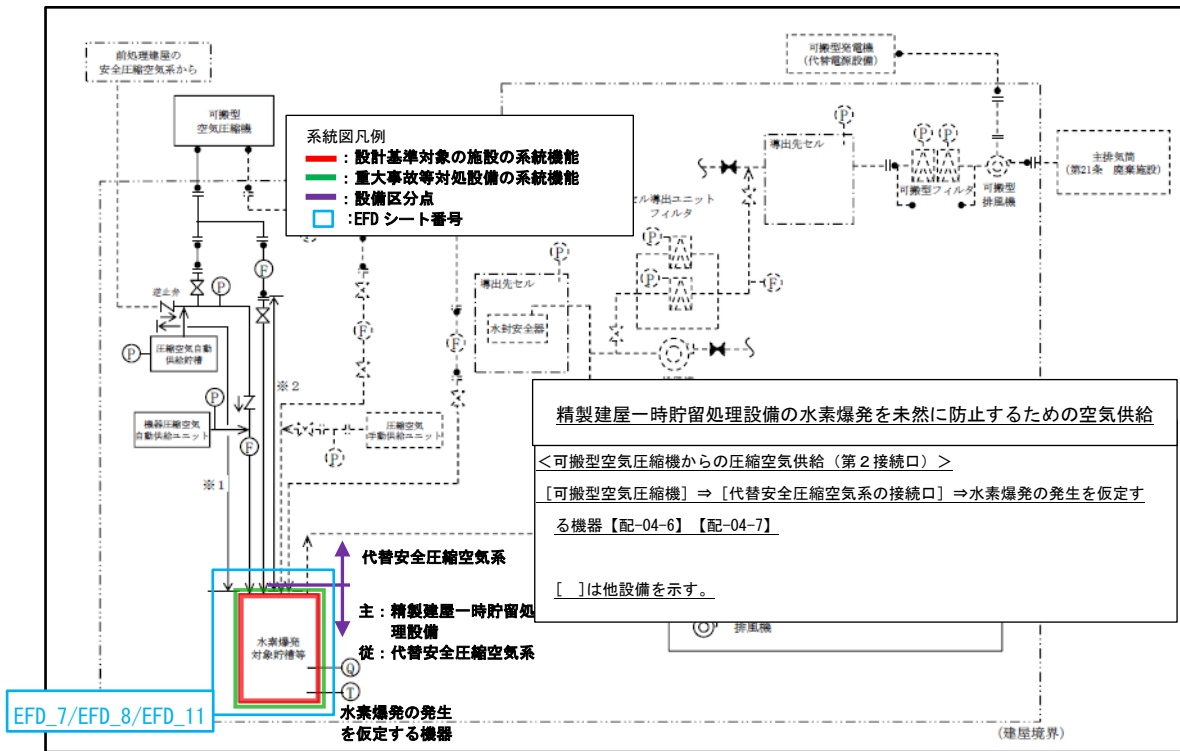 前処理建屋の
安全圧縮空気系から
可搬型
空気圧縮機
系統図凡例
：設計基準対象の施設の系統機能
：重大事故等対処設備の系統機能
：設備区分点
：EFD シート番号
可搬型発電機
（代替電源設備）
P
導出先セル
P
P
可搬型フィルタ
可搬型
排風機
主排気筒
（第21条　廃棄施設）
セル導出ユニット
フィルタ
P
P
F
P
導出先セル
水封安全器
F
F
F
逆止弁
P
P
圧縮空気自動
供給貯槽
※2
P
機器圧縮空気
自動供給ユニット
F
圧縮空気
手動供給ユニット
P
※1
精製建屋一時貯留処理設備の水素爆発を未然に防止するための空気供給
＜可搬型空気圧縮機からの圧縮空気供給（第２接続口）＞
［可搬型空気圧縮機］⇒［代替安全圧縮空気系の接続口］⇒水素爆発の発生を仮定す
る機器【配-04-6】【配-04-7】
［　］は他設備を示す。
代替安全圧縮空気系
主：精製建屋一時貯留処
理設備
従：代替安全圧縮空気系
排風機
水素爆発
対象貯槽等
Q
T
水素爆発の発生
を仮定する機器
EFD_7/EFD_8/EFD_11
（建屋境界）